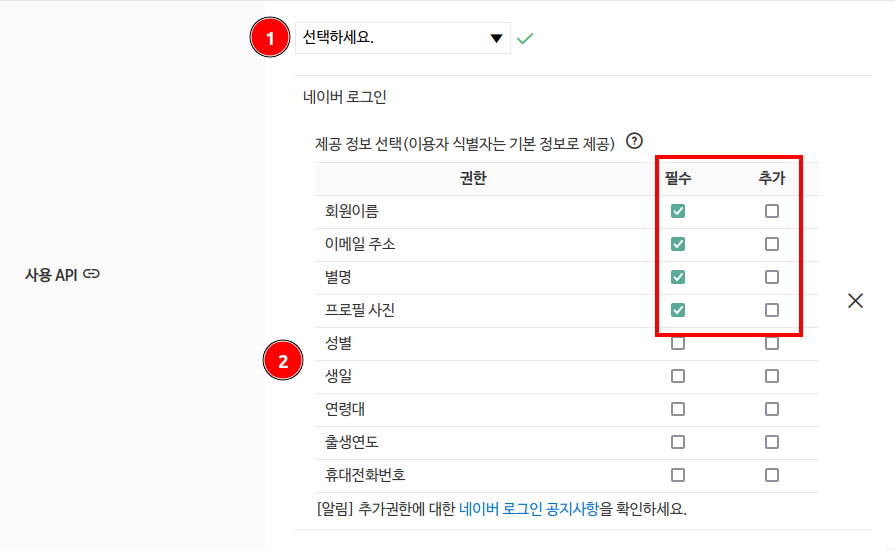 1
선택하세요.
네이버 로그인
제공 정보 선택(이용자 식별자는 기본 정보로 제공) ?
권한 필수 추가
회원이름
이메일 주소
별명
사용 API
프로필 사진
2
성별
생일
연령대
출생연도
휴대전화번호
[알림] 추가권한에 대한 네이버 로그인 공지사항을 확인하세요.